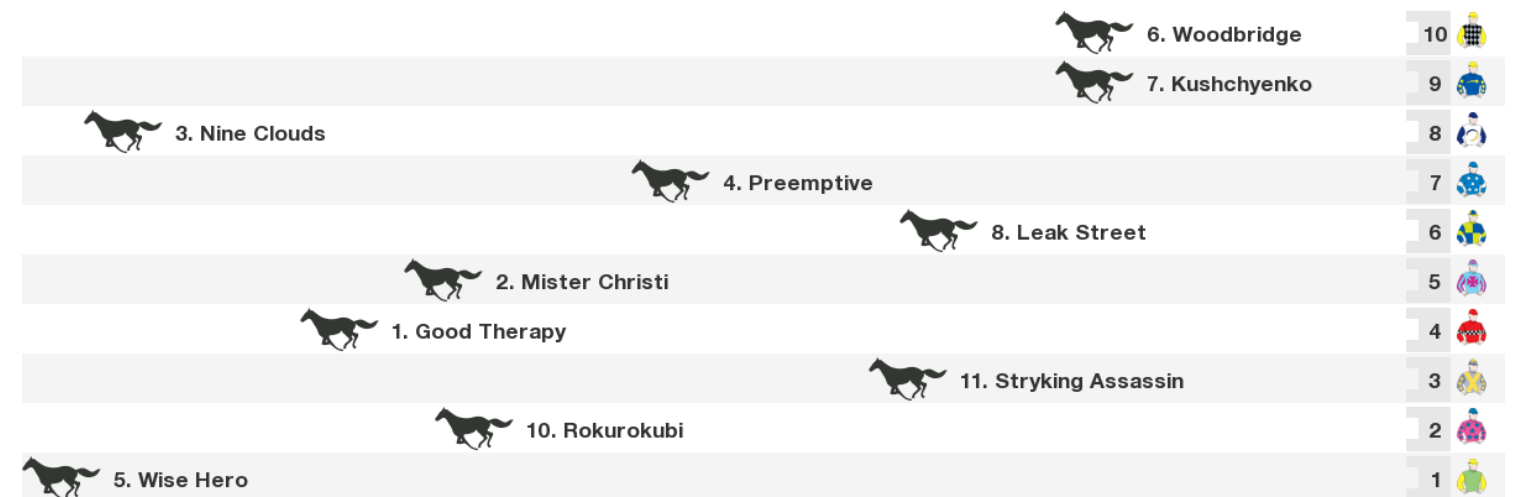 6. Woodbridge 10
7. Kushchyenko 9
3. Nine Clouds 8
4. Preemptive 7
8. Leak Street 6
2. Mister Christi 5
1. Good Therapy 4
11. Stryking Assassin 3
10. Rokurokubi 2
5. Wise Hero 1